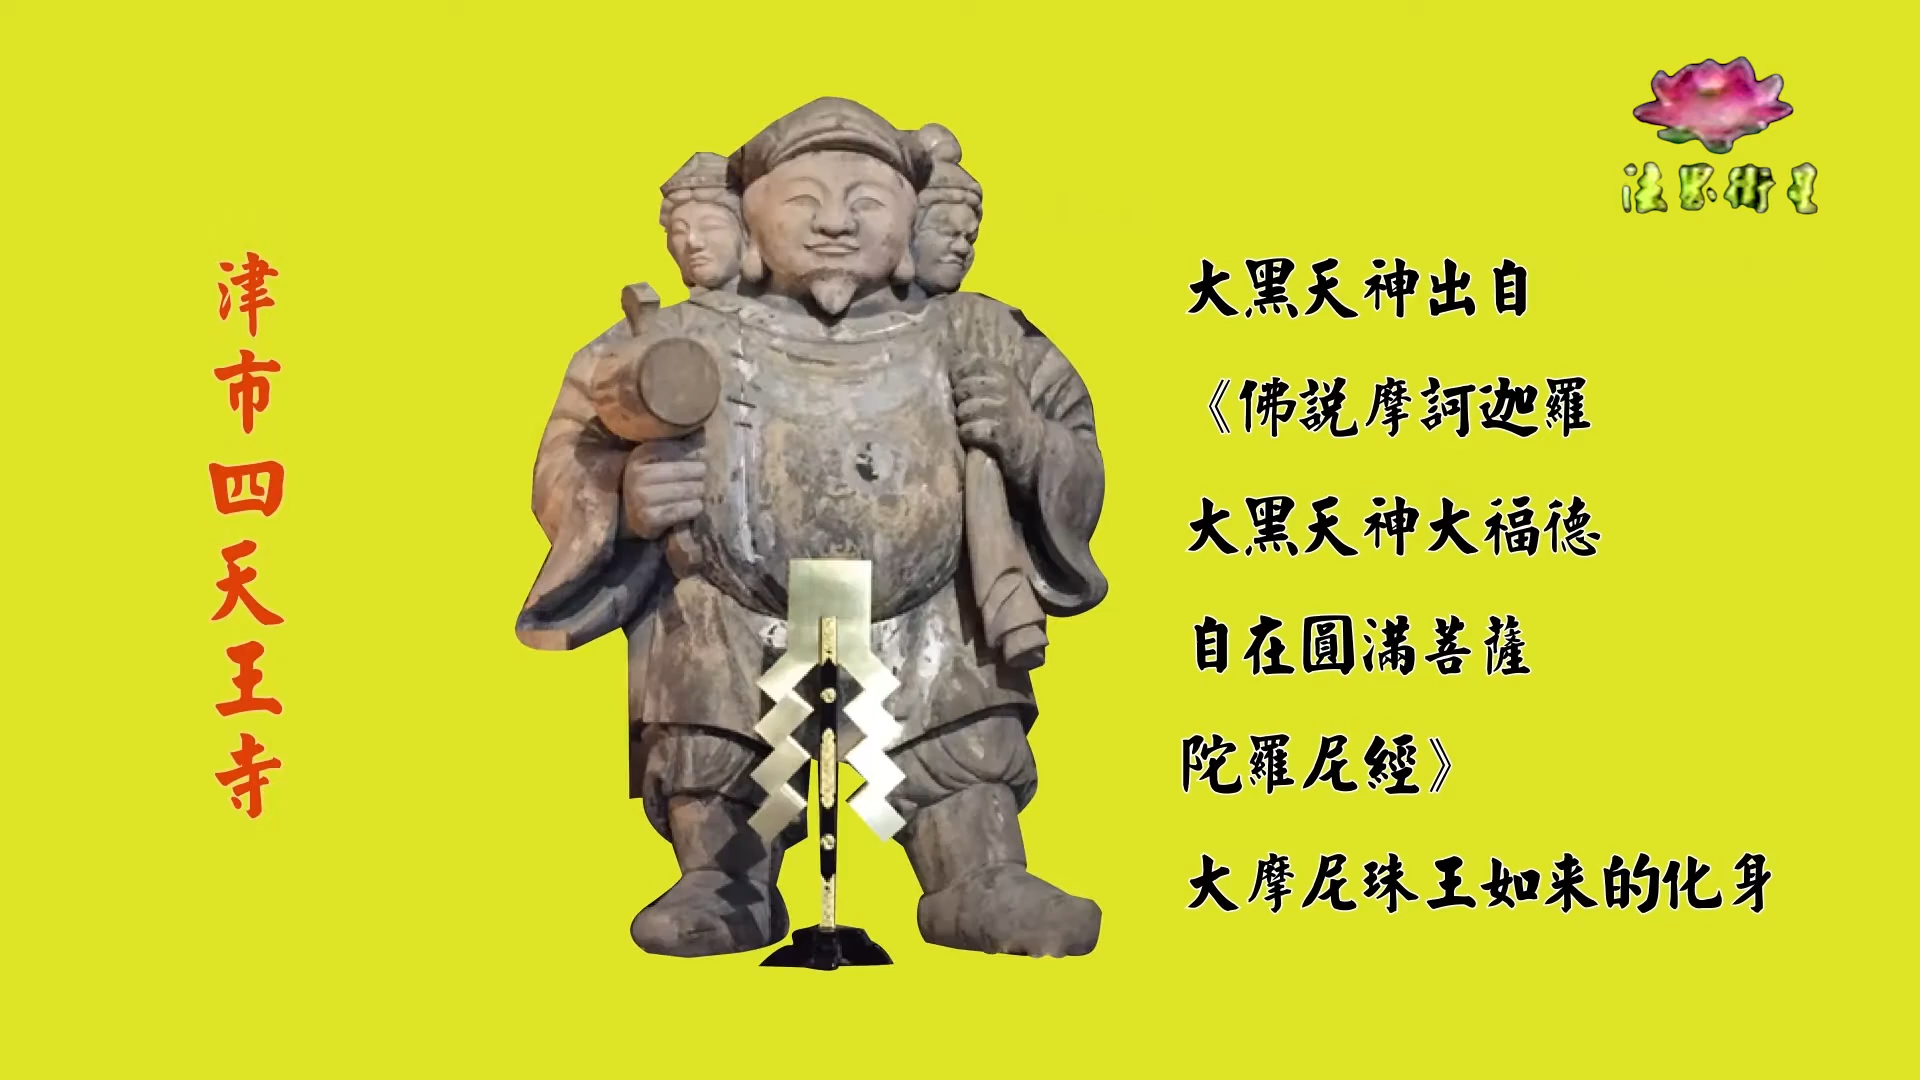 津市四天王寺
法界衛星
大黑天神出自
《佛説摩訶迦羅
大黑天神大福德
自在圓滿菩薩
陀羅尼經》
大摩尼珠王如来的化身